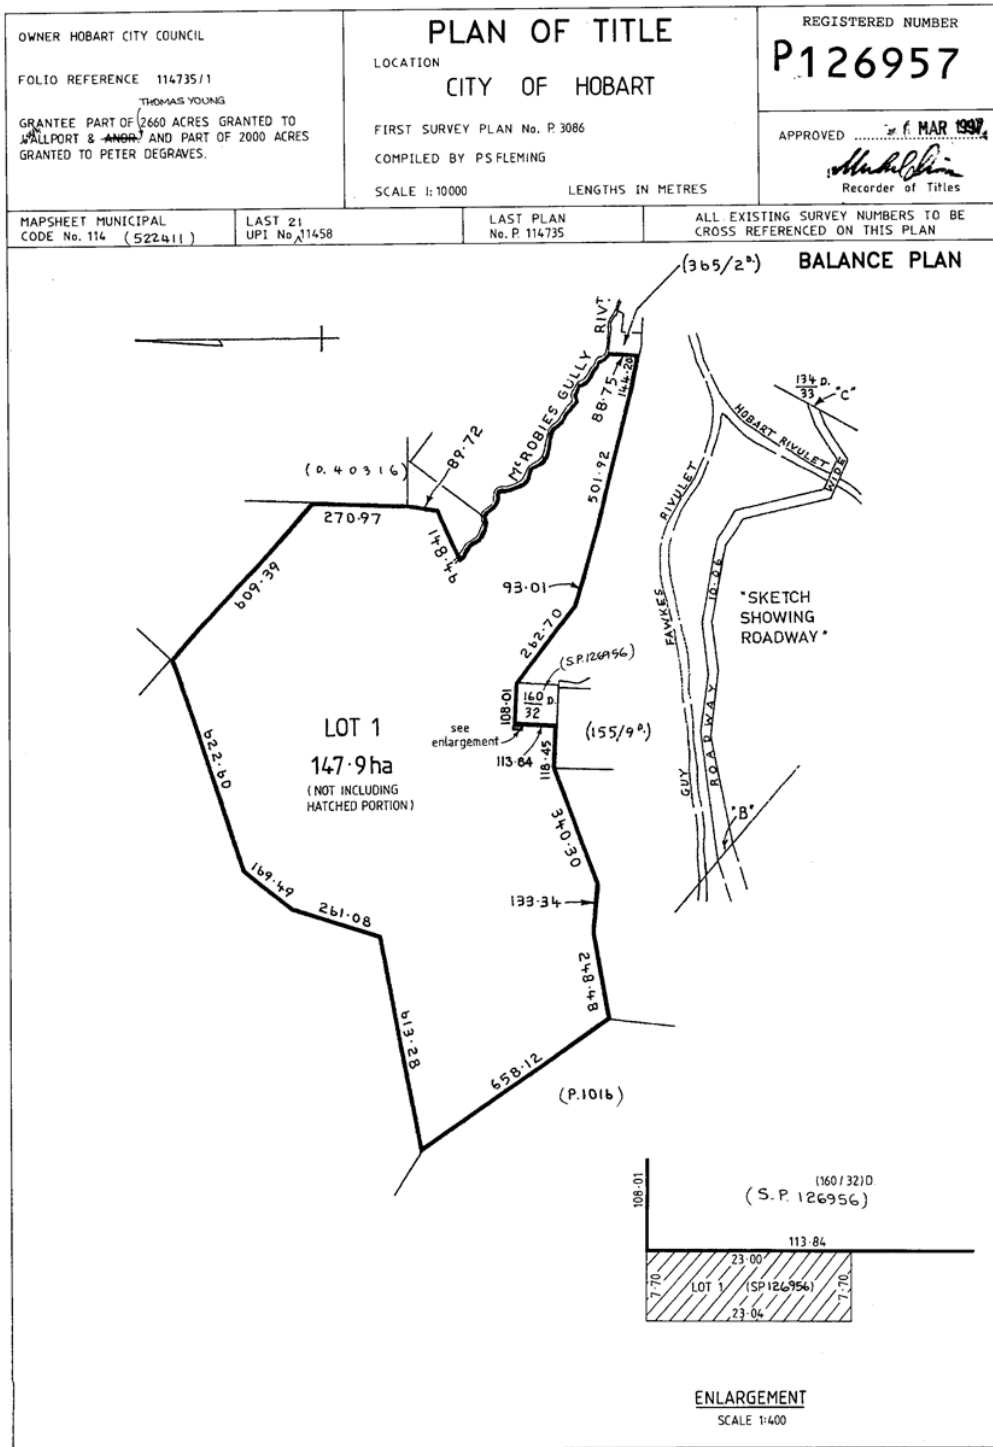 OWNER HOBART CITY COUNCIL
FOLIO REFERENCE 114735/1
THOMAS YOUNG
GRANTEE PART OF 2660 ACRES GRANTED TO
WALLPORT & ANOR. AND PART OF 2000 ACRES
GRANTED TO PETER DEGRAVES.
PLAN OF TITLE
LOCATION
CITY OF HOBART
FIRST SURVEY PLAN No. P. 3086
COMPILED BY PS FLEMING
SCALE 1:10000 LENGTHS IN METRES
REGISTERED NUMBER
P.126957
APPROVED MAR 1997
Recorder of Titles
MAPSHEET MUNICIPAL
CODE No. 114 (522411)
LAST 21
UPI No 11458
LAST PLAN
No. P. 114735
ALL EXISTING SURVEY NUMBERS TO BE
CROSS REFERENCED ON THIS PLAN
BALANCE PLAN
(365/2D.)
McROBIES GULLY RIVT.
88.75
144.20
501.92
89.72
(D. 40316)
270.97
148.46
609.39
93.01
262.70
(S.P.126956)
160/32 D.
108.01
see
enlargement
113.84
118.45
(155/9D.)
LOT 1
147.9ha
(NOT INCLUDING
HATCHED PORTION)
622.60
340.30
169.49
133.34
261.08
248.48
613.28
658.12
(P.1016)
134/33 D.
"C"
HOBART RIVULET
WIDE
RIVULET
FAWKES
GUY
10.06
ROADWAY
"SKETCH
SHOWING
ROADWAY"
"B"
108.01
(160/32)D.
(S.P. 126956)
113.84
23.00
7.70
LOT 1 (SP126956)
7.70
23.04
ENLARGEMENT
SCALE 1:400